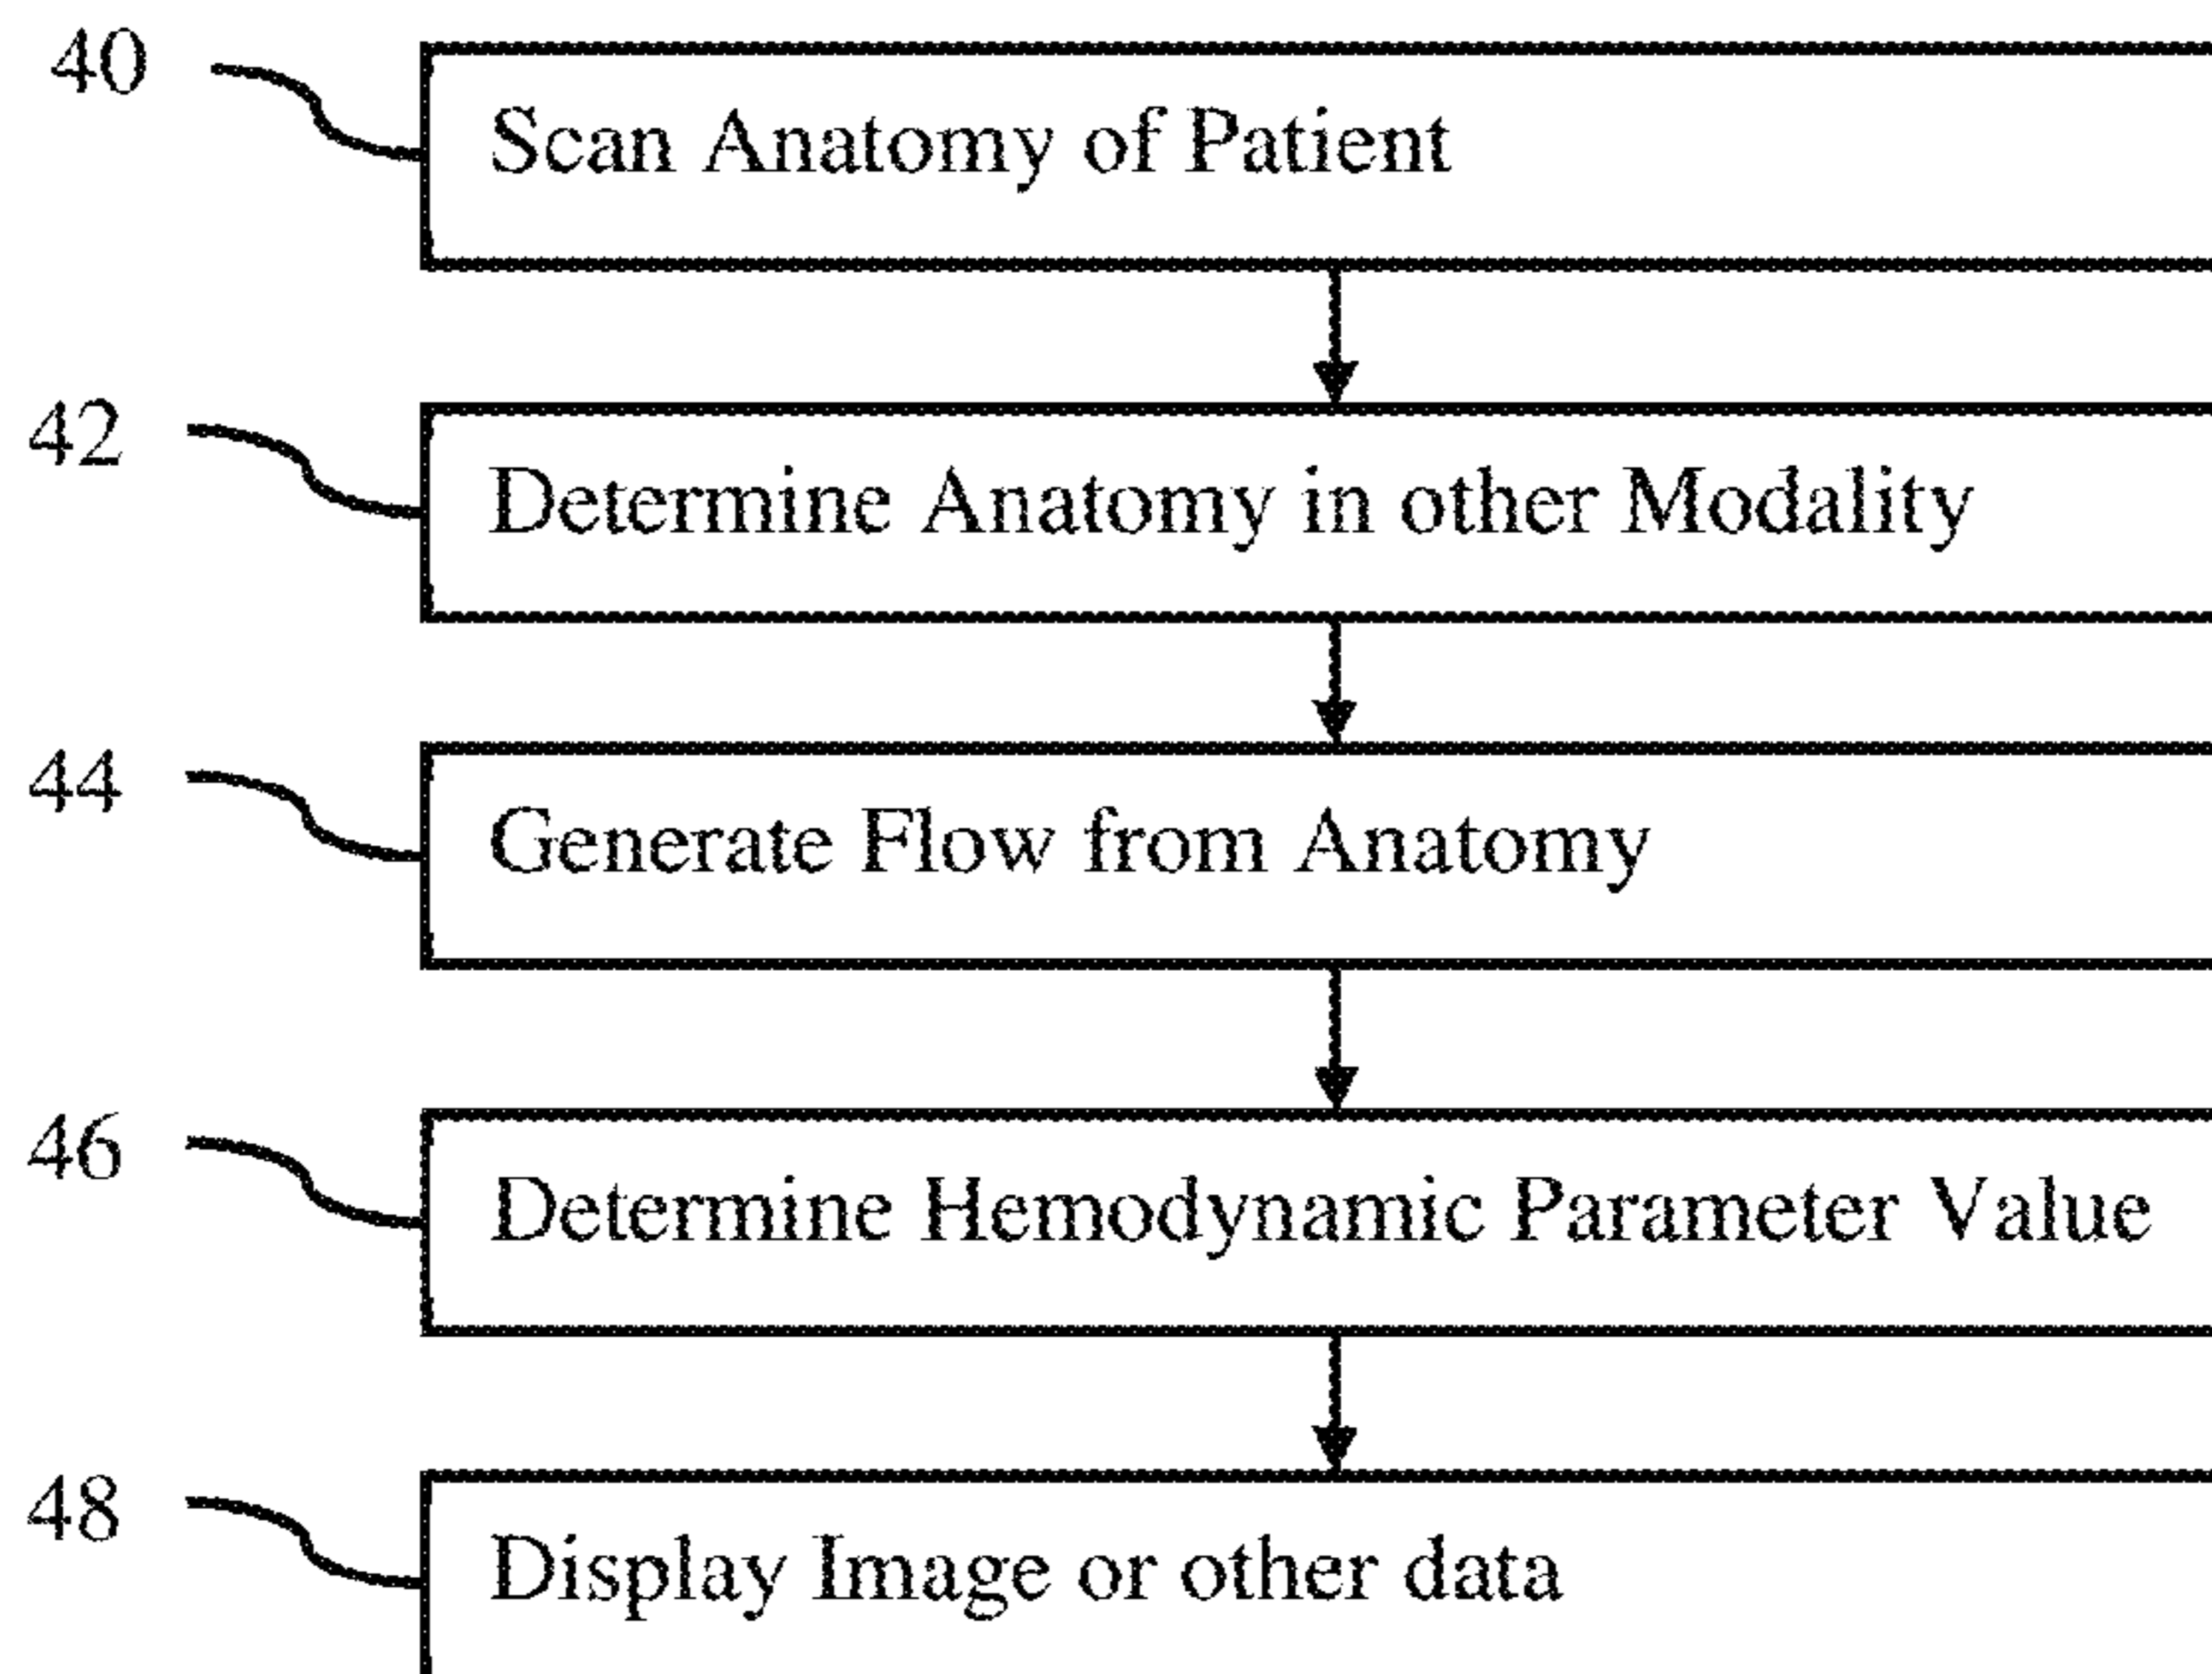 40
Scan Anatomy of Patient
42
Determine Anatomy in other Modality
44
Generate Flow from Anatomy
46
Determine Hemodynamic Parameter Value
48
Display Image or other data